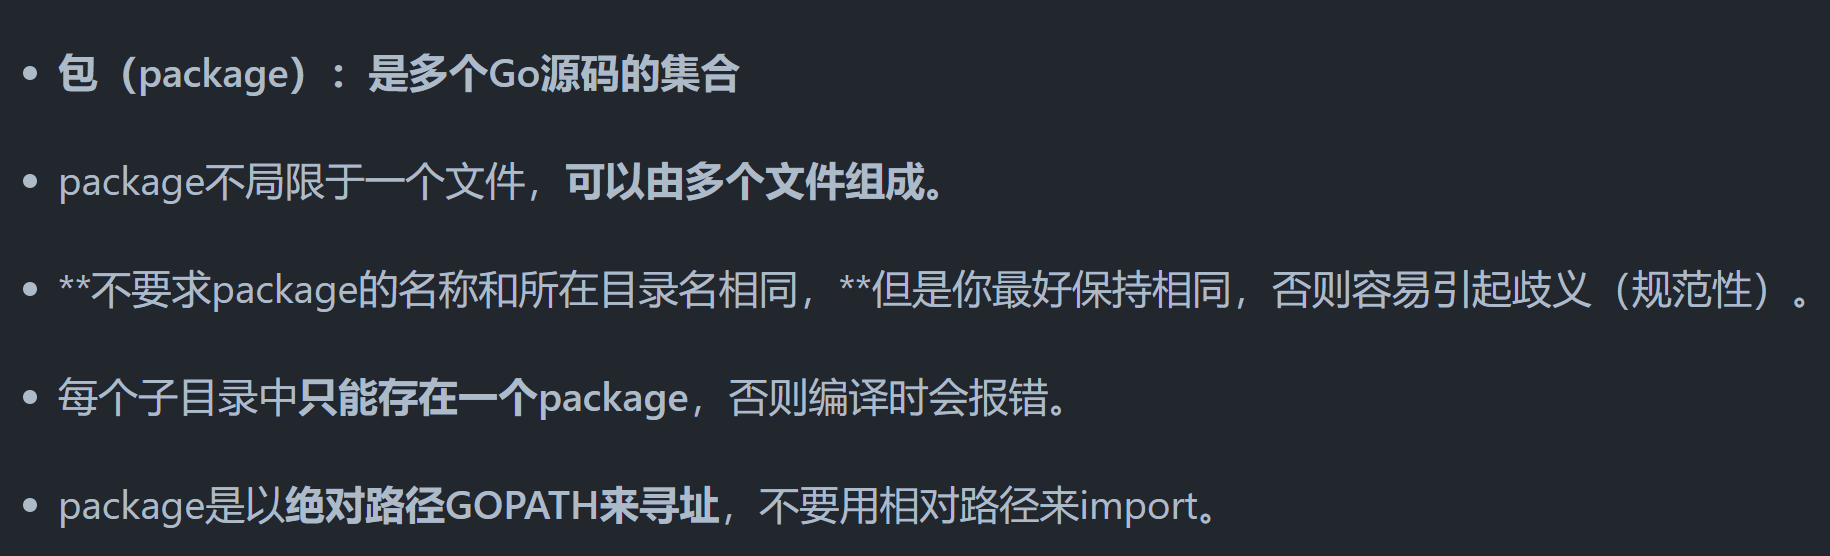 • 包（package）：是多个Go源码的集合
• package不局限于一个文件，可以由多个文件组成。
• **不要求package的名称和所在目录名相同，**但是你最好保持相同，否则容易引起歧义（规范性）。
• 每个子目录中只能存在一个package，否则编译时会报错。
• package是以绝对路径GOPATH来寻址，不要用相对路径来import。